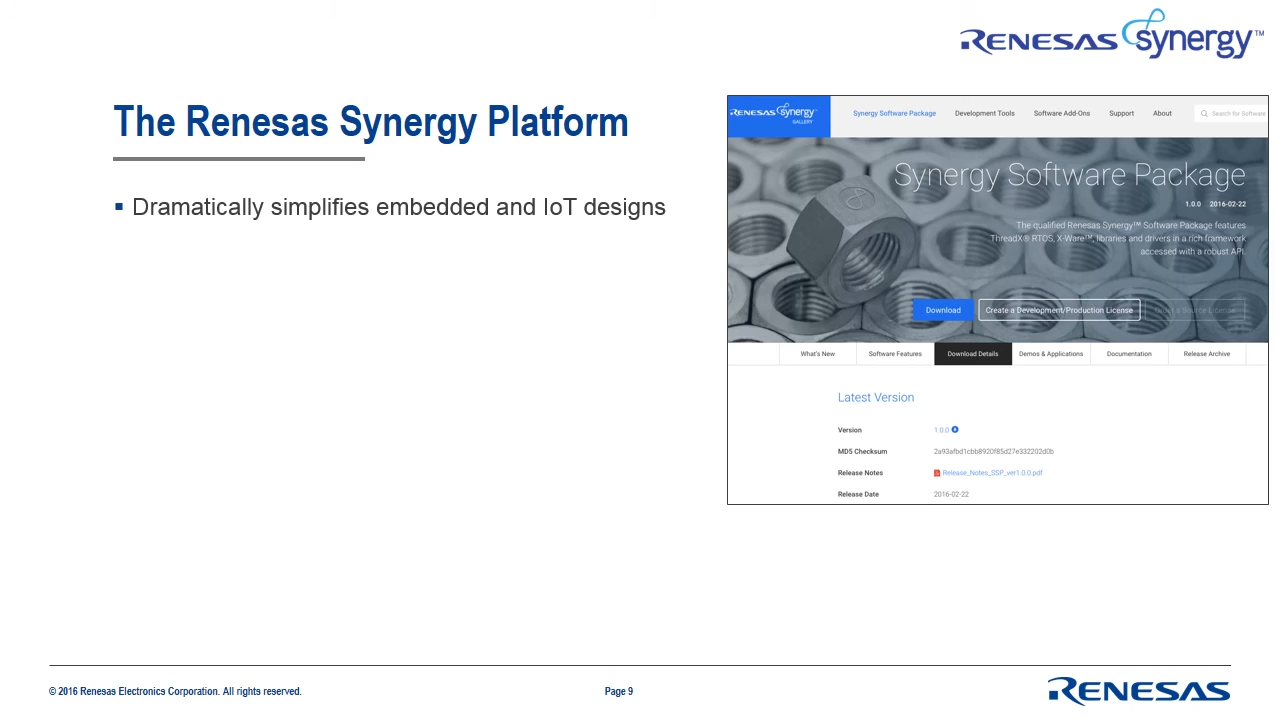 RENESAS synergy™
The Renesas Synergy Platform
▪ Dramatically simplifies embedded and IoT designs
RENESAS synergy™
GALLERY
Synergy Software Package Development Tools Software Add-Ons Support About Search for Software
Synergy Software Package
1.0.0 2016-02-22
The qualified Renesas Synergy™ Software Package features
ThreadX® RTOS, X-Ware™, libraries and drivers in a rich framework
accessed with a robust API.
Download Create a Development/Production License
What's New Software Features Download Details Demos & Applications Documentation Release Archive
Latest Version
Version 1.0.0
MD5 Checksum 2a93afbd1cbb8920f85d27e332202d0b
Release Notes Release_Notes_SSP_ver1.0.0.pdf
Release Date 2016-02-22
© 2016 Renesas Electronics Corporation. All rights reserved.
Page 9
RENESAS